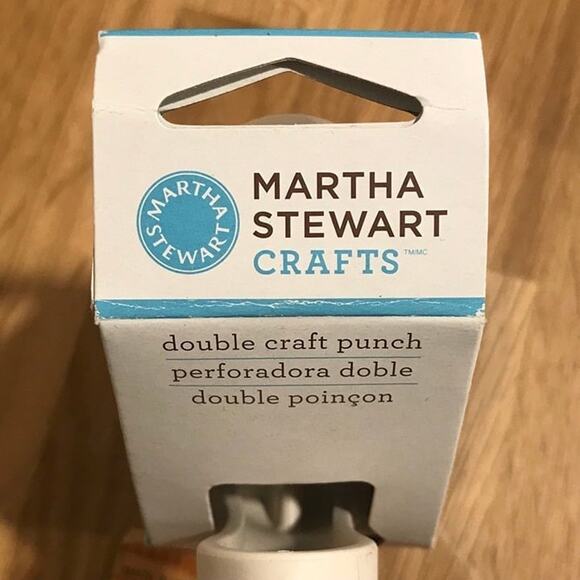 MARTHA
STEWART
MARTHA
STEWART
CRAFTS TM/MC
double craft punch
perforadora doble
double poinçon